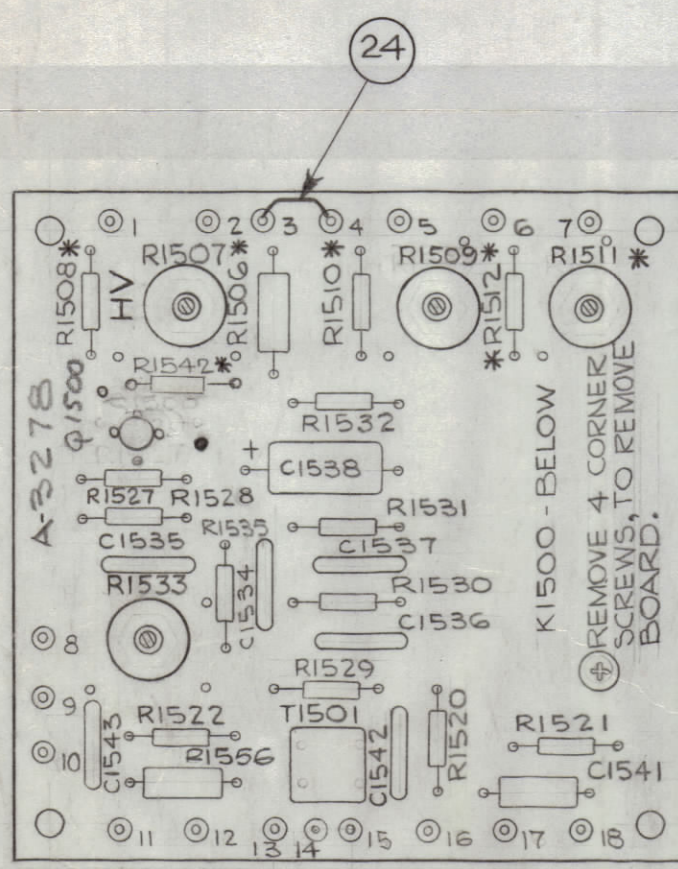 24
1 2 3 4 5 6 7
R1508*
HV
R1507
R1506*
R1510*
R1509
R1512**
R1511*
R1542*
A-3278
Q1500
R1532
+
C1538
R1527
R1528
R1535
R1531
C1535
C1537
R1533
C1534
R1530
C1536
K1500-BELOW
REMOVE 4 CORNER
SCREWS, TO REMOVE
BOARD.
8
R1529
9
C1543
R1522
T1501
C1542
R1520
R1521
10
R1556
C1541
11 12 13 14 15 16 17 18